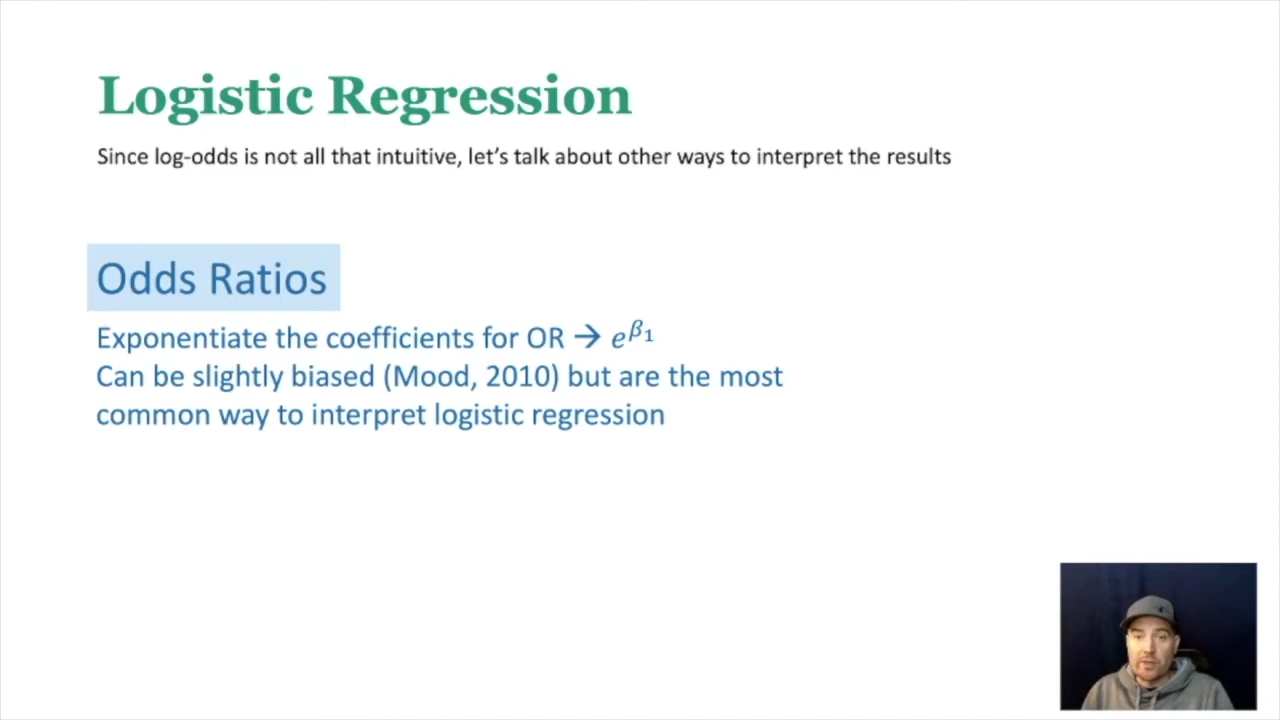 Logistic Regression
Since log-odds is not all that intuitive, let’s talk about other ways to interpret the results
Odds Ratios
Exponentiate the coefficients for OR → $e^{\beta_1}$
Can be slightly biased (Mood, 2010) but are the most
common way to interpret logistic regression